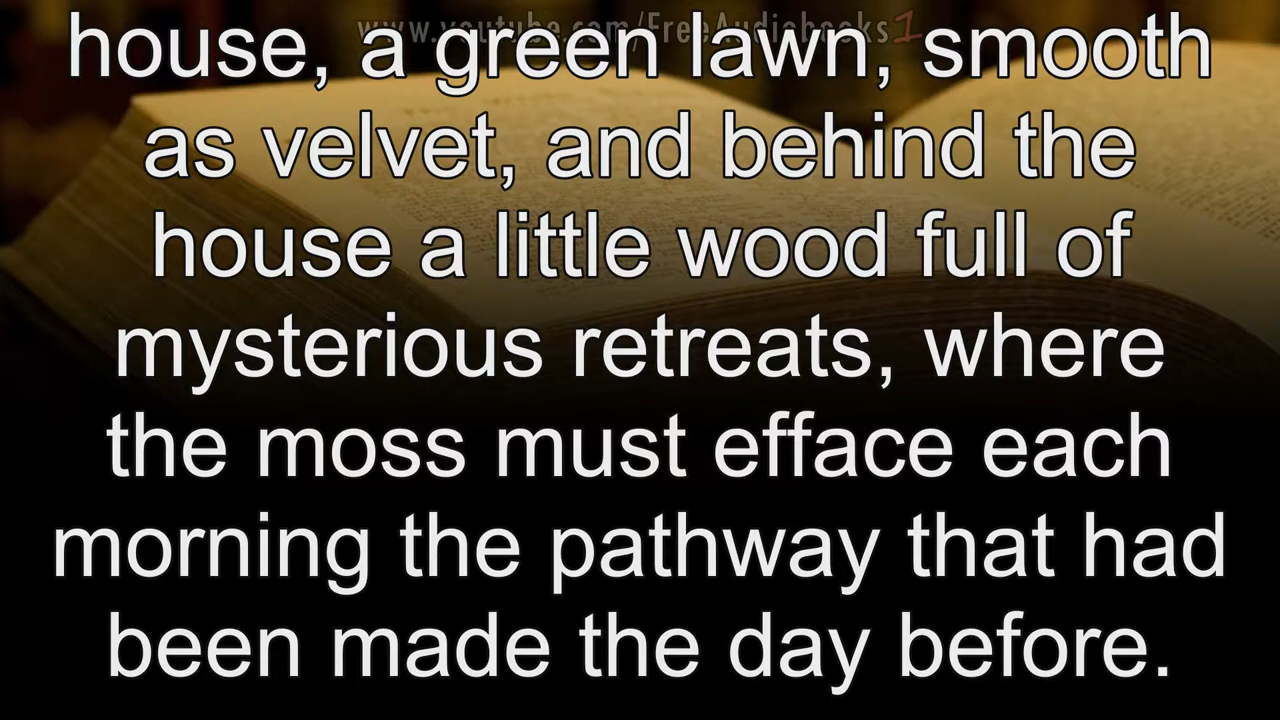 www.youtube.com/FreeAudiobooks1
house, a green lawn, smooth
as velvet, and behind the
house a little wood full of
mysterious retreats, where
the moss must efface each
morning the pathway that had
been made the day before.